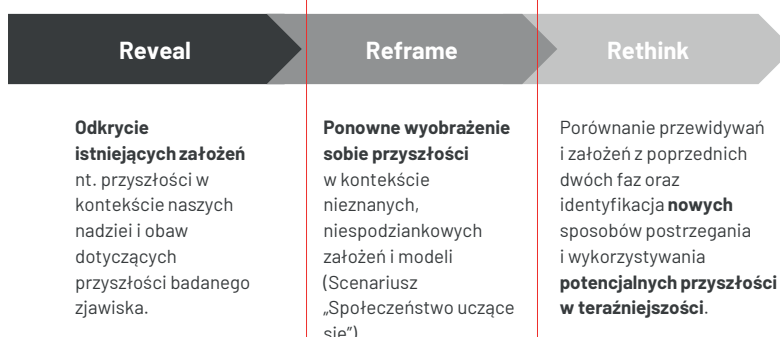 Reveal
Reframe
Rethink
Odkrycie
istniejących założeń
nt. przyszłości w
kontekście naszych
nadziei i obaw
dotyczących
przyszłości badanego
zjawiska.
Ponowne wyobrażenie
sobie przyszłości
w kontekście
nieznanych,
niespodziankowych
założeń i modeli
(Scenariusz
„Społeczeństwo uczące
się”)
Porównanie przewidywań
i założeń z poprzednich
dwóch faz oraz
identyfikacja nowych
sposobów postrzegania
i wykorzystywania
potencjalnych przyszłości
w teraźniejszości.